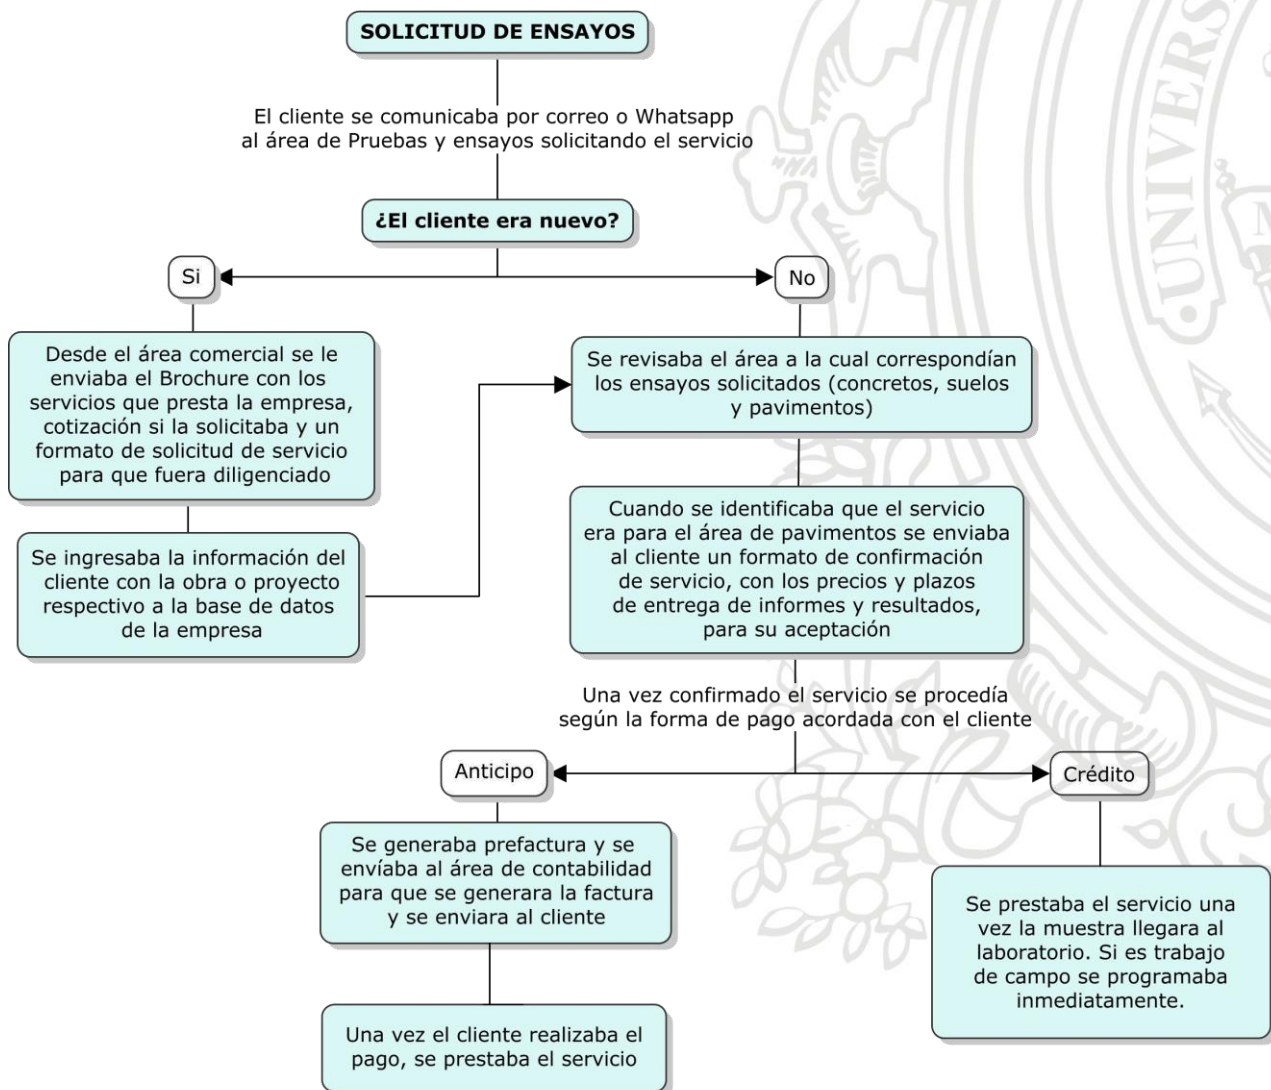 SOLICITUD DE ENSAYOS
El cliente se comunicaba por correo o Whatsapp
al área de Pruebas y ensayos solicitando el servicio
¿El cliente era nuevo?
Si
No
Desde el área comercial se le
enviaba el Brochure con los
servicios que presta la empresa,
cotización si la solicitaba y un
formato de solicitud de servicio
para que fuera diligenciado
Se ingresaba la información del
cliente con la obra o proyecto
respectivo a la base de datos
de la empresa
Se revisaba el área a la cual correspondían
los ensayos solicitados (concretos, suelos
y pavimentos)
Cuando se identificaba que el servicio
era para el área de pavimentos se enviaba
al cliente un formato de confirmación
de servicio, con los precios y plazos
de entrega de informes y resultados,
para su aceptación
Una vez confirmado el servicio se procedía
según la forma de pago acordada con el cliente
Anticipo
Crédito
Se generaba prefactura y se
envíaba al área de contabilidad
para que se generara la factura
y se enviara al cliente
Una vez el cliente realizaba el
pago, se prestaba el servicio
Se prestaba el servicio una
vez la muestra llegara al
laboratorio. Si es trabajo
de campo se programaba
inmediatamente.
UNIVERS